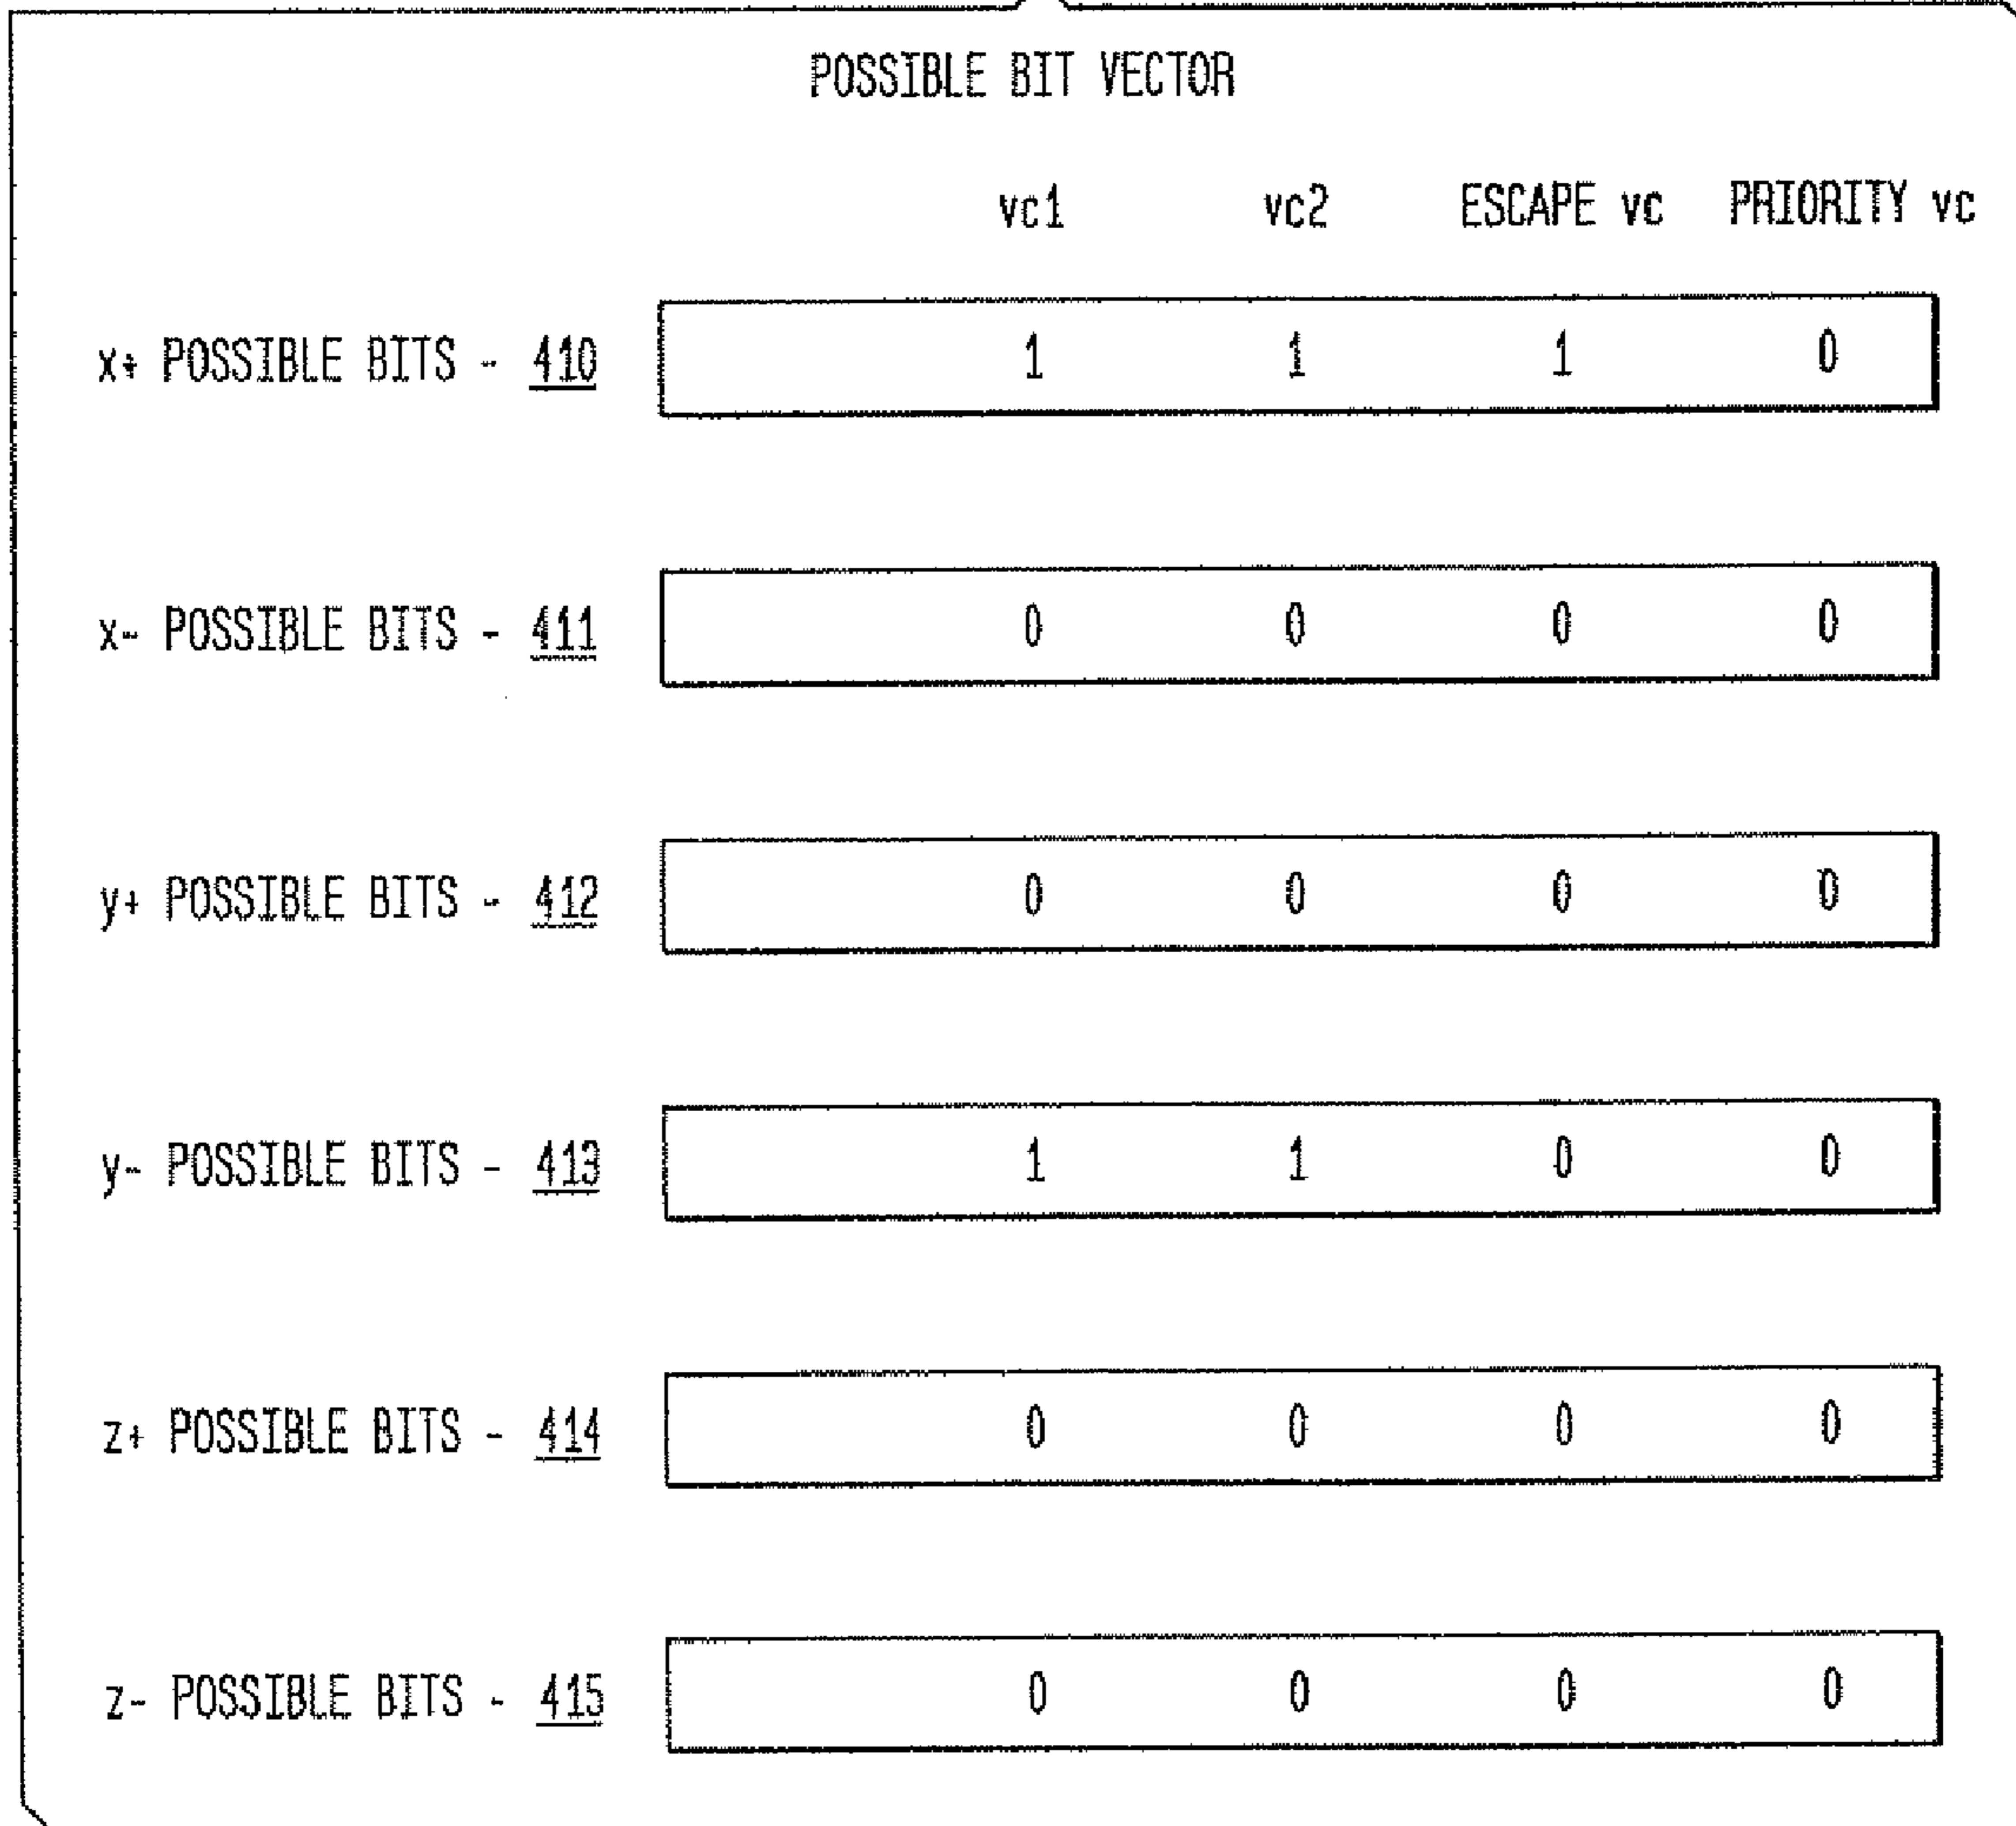 POSSIBLE BIT VECTOR
vc1 vc2 ESCAPE vc PRIORITY vc
x+ POSSIBLE BITS - 410 1 1 1 0
x- POSSIBLE BITS - 411 0 0 0 0
y+ POSSIBLE BITS - 412 0 0 0 0
y- POSSIBLE BITS - 413 1 1 0 0
z+ POSSIBLE BITS - 414 0 0 0 0
z- POSSIBLE BITS - 415 0 0 0 0